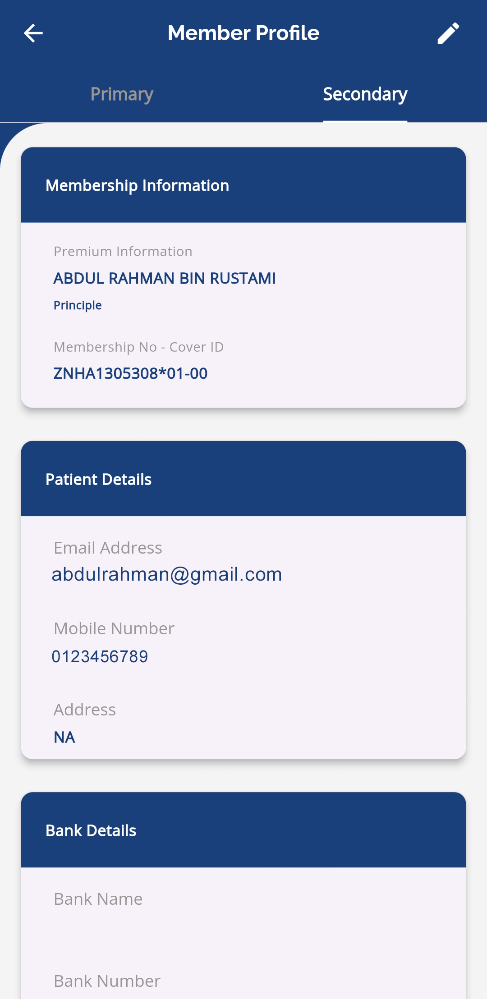 Member Profile
Primary
Secondary
Membership Information
Premium Information
ABDUL RAHMAN BIN RUSTAMI
Principle
Membership No - Cover ID
ZNHA1305308*01-00
Patient Details
Email Address
abdulrahman@gmail.com
Mobile Number
0123456789
Address
NA
Bank Details
Bank Name
Bank Number